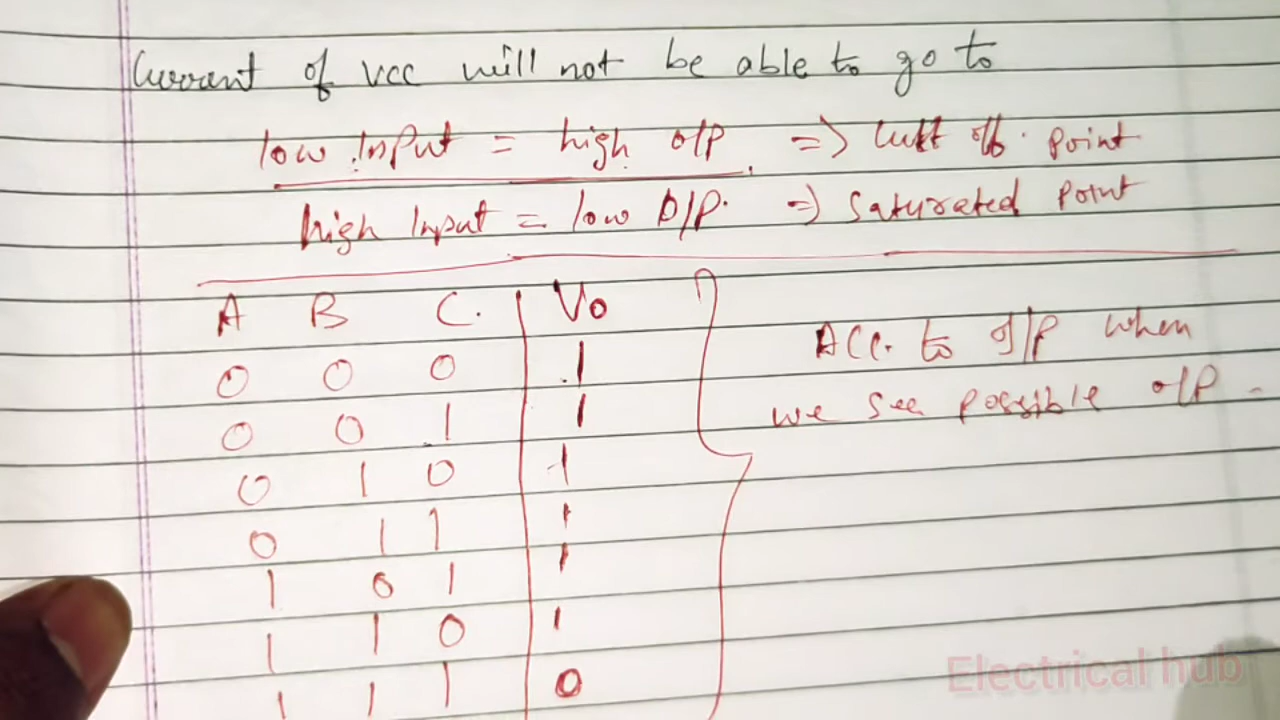 Current of Vcc will not be able to go to
low Input = high o/p => Cutt off point
high Input = low O/P. => Saturated Point
A B C. Vo
0 0 0 1
0 0 1 1
0 1 0 1
0 1 1 1
1 0 1 1
1 1 0 1
1 1 1 0
Acc. to I/P when
we see possible o/p
Electrical hub